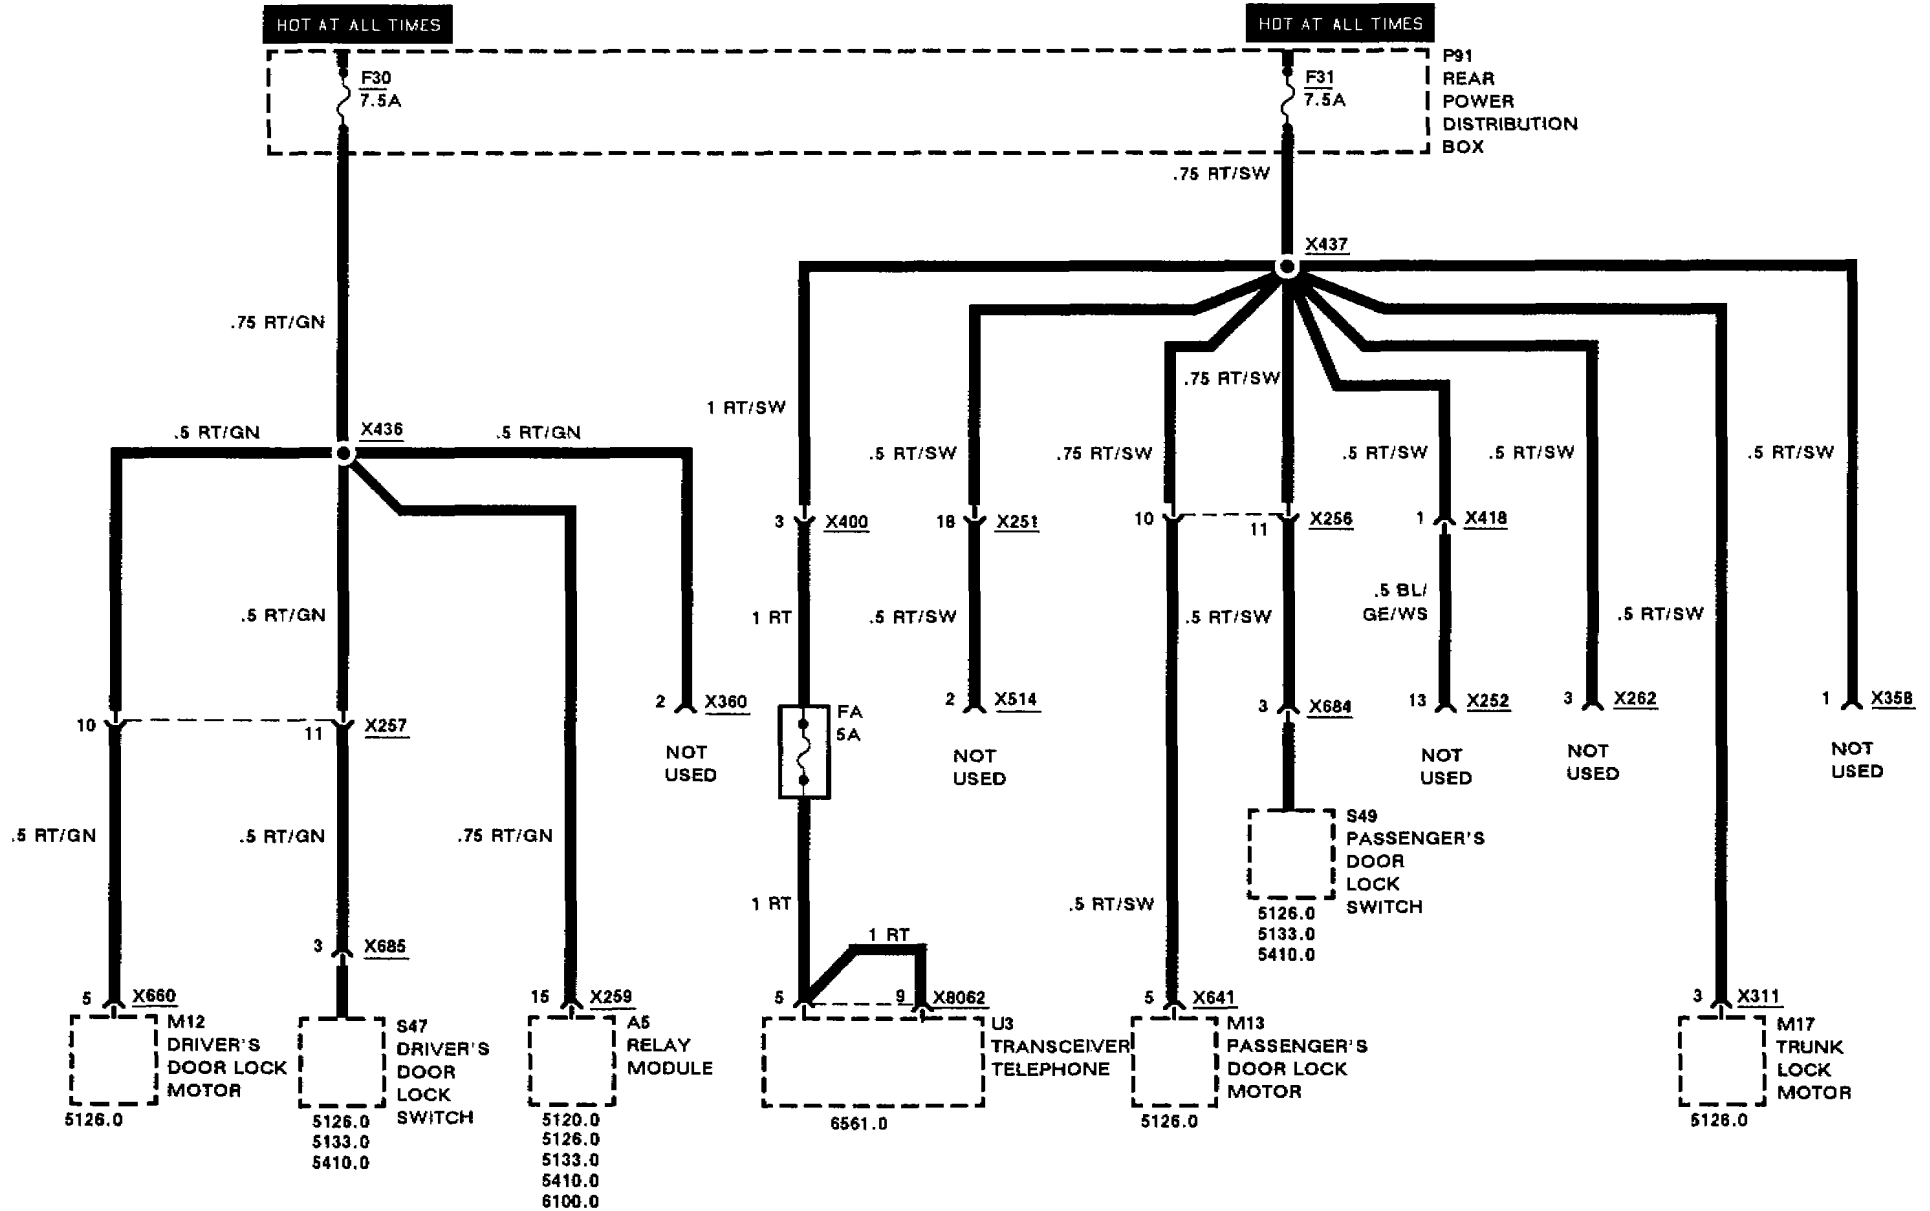 HOT AT ALL TIMES
HOT AT ALL TIMES
F30
7.5A
F31
7.5A
P91
REAR
POWER
DISTRIBUTION
BOX
.75 RT/SW
X437
.75 RT/GN
.75 RT/SW
1 RT/SW
.5 RT/GN
X436
.5 RT/GN
.5 RT/SW
.75 RT/SW
.5 RT/SW
.5 RT/SW
.5 RT/SW
3 X400
18 X251
10
11
X256
1 X418
.5 RT/GN
1 RT
.5 RT/SW
.5 RT/SW
.5 BL/
GE/WS
.5 RT/SW
10
11
X257
2 X360
NOT
USED
FA
5A
2 X514
NOT
USED
3 X684
13 X252
NOT
USED
3 X262
NOT
USED
1 X358
NOT
USED
.5 RT/GN
.5 RT/GN
.75 RT/GN
S49
PASSENGER'S
DOOR
LOCK
SWITCH
5126.0
5133.0
5410.0
1 RT
1 RT
.5 RT/SW
3 X685
5 X660
15 X259
5
9 X8062
5 X641
3 X311
M12
DRIVER'S
DOOR LOCK
MOTOR
5126.0
S47
DRIVER'S
DOOR
LOCK
SWITCH
5126.0
5133.0
5410.0
A5
RELAY
MODULE
5120.0
5126.0
5133.0
5410.0
6100.0
U3
TRANSCEIVER
TELEPHONE
6561.0
M13
PASSENGER'S
DOOR LOCK
MOTOR
5126.0
M17
TRUNK
LOCK
MOTOR
5126.0